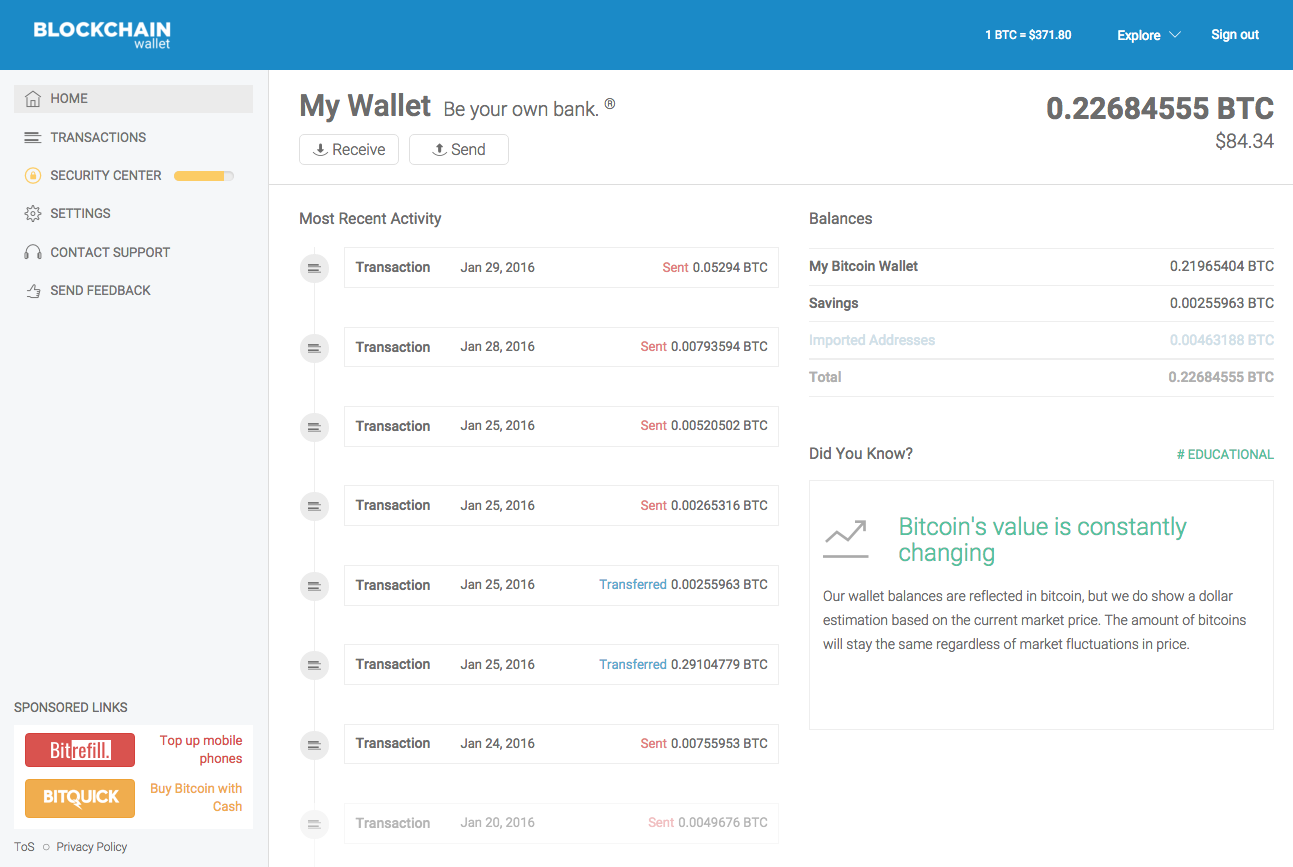 BLOCKCHAIN
wallet
1 BTC = $371.80 Explore Sign out
HOME
TRANSACTIONS
SECURITY CENTER
SETTINGS
CONTACT SUPPORT
SEND FEEDBACK
SPONSORED LINKS
Bitrefill. Top up mobile
phones
BITQUICK Buy Bitcoin with
Cash
ToS Privacy Policy
My Wallet Be your own bank. ®
Receive Send
0.22684555 BTC
$84.34
Most Recent Activity
Transaction Jan 29, 2016 Sent 0.05294 BTC
Transaction Jan 28, 2016 Sent 0.00793594 BTC
Transaction Jan 25, 2016 Sent 0.00520502 BTC
Transaction Jan 25, 2016 Sent 0.00265316 BTC
Transaction Jan 25, 2016 Transferred 0.00255963 BTC
Transaction Jan 25, 2016 Transferred 0.29104779 BTC
Transaction Jan 24, 2016 Sent 0.00755953 BTC
Transaction Jan 20, 2016 Sent 0.0049676 BTC
Balances
My Bitcoin Wallet 0.21965404 BTC
Savings 0.00255963 BTC
Imported Addresses 0.00463188 BTC
Total 0.22684555 BTC
Did You Know? # EDUCATIONAL
Bitcoin's value is constantly
changing
Our wallet balances are reflected in bitcoin, but we do show a dollar
estimation based on the current market price. The amount of bitcoins
will stay the same regardless of market fluctuations in price.